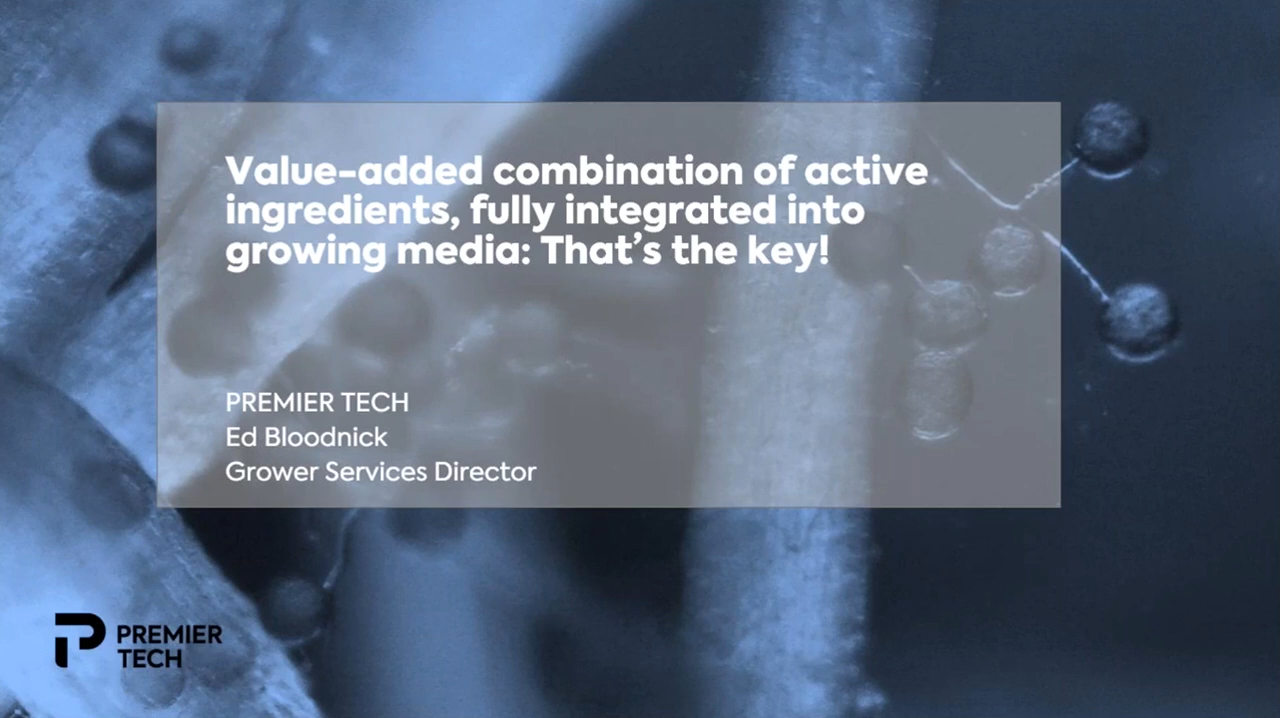 Value-added combination of active
ingredients, fully integrated into
growing media: That’s the key!
PREMIER TECH
Ed Bloodnick
Grower Services Director
PREMIER
TECH